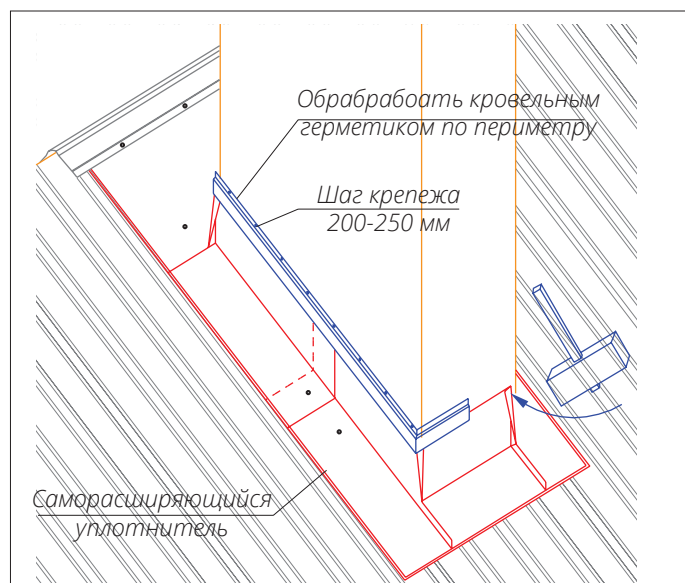 Обрабрабоать кровельным
герметиком по периметру
Шаг крепежа
200-250 мм
Саморасширяющийся
уплотнитель